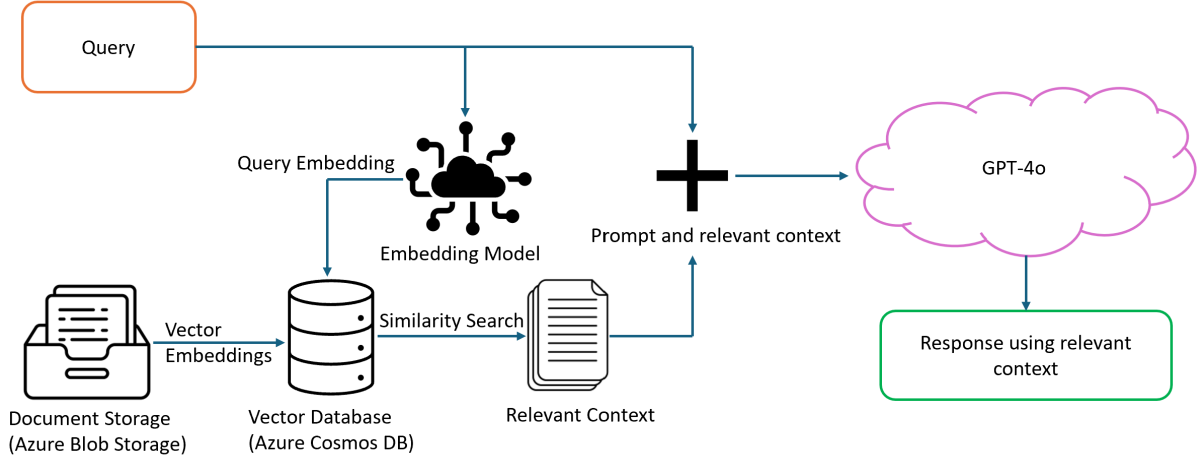 Query
Query Embedding
Embedding Model
Prompt and relevant context
GPT-4o
Vector
Embeddings
Similarity Search
Document Storage
(Azure Blob Storage)
Vector Database
(Azure Cosmos DB)
Relevant Context
Response using relevant
context